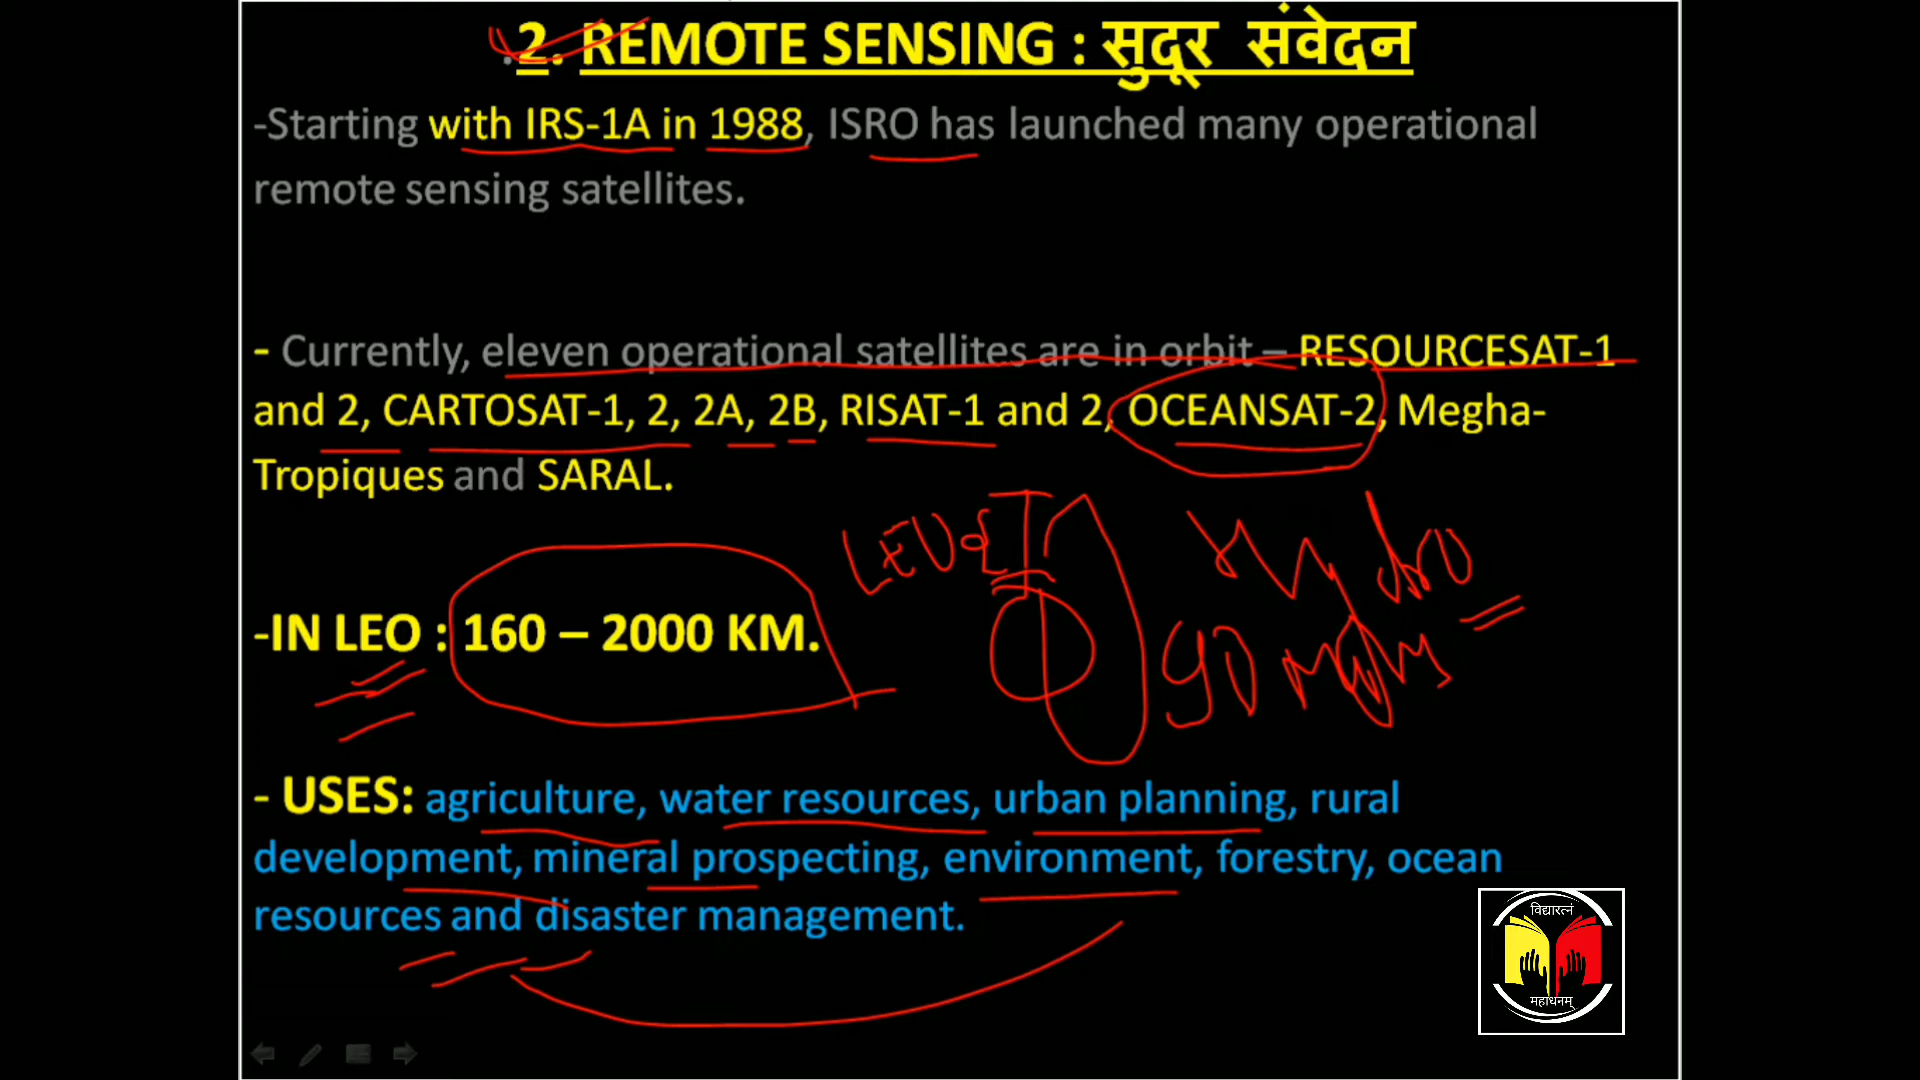 2. REMOTE SENSING : सुदूर संवेदन
-Starting with IRS-1A in 1988, ISRO has launched many operational
remote sensing satellites.
- Currently, eleven operational satellites are in orbit – RESOURCESAT-1
and 2, CARTOSAT-1, 2, 2A, 2B, RISAT-1 and 2, OCEANSAT-2, Megha-
Tropiques and SARAL.
-IN LEO : 160 – 2000 KM.
- USES: agriculture, water resources, urban planning, rural
development, mineral prospecting, environment, forestry, ocean
resources and disaster management.
विद्यारत्नं
महाधनम्